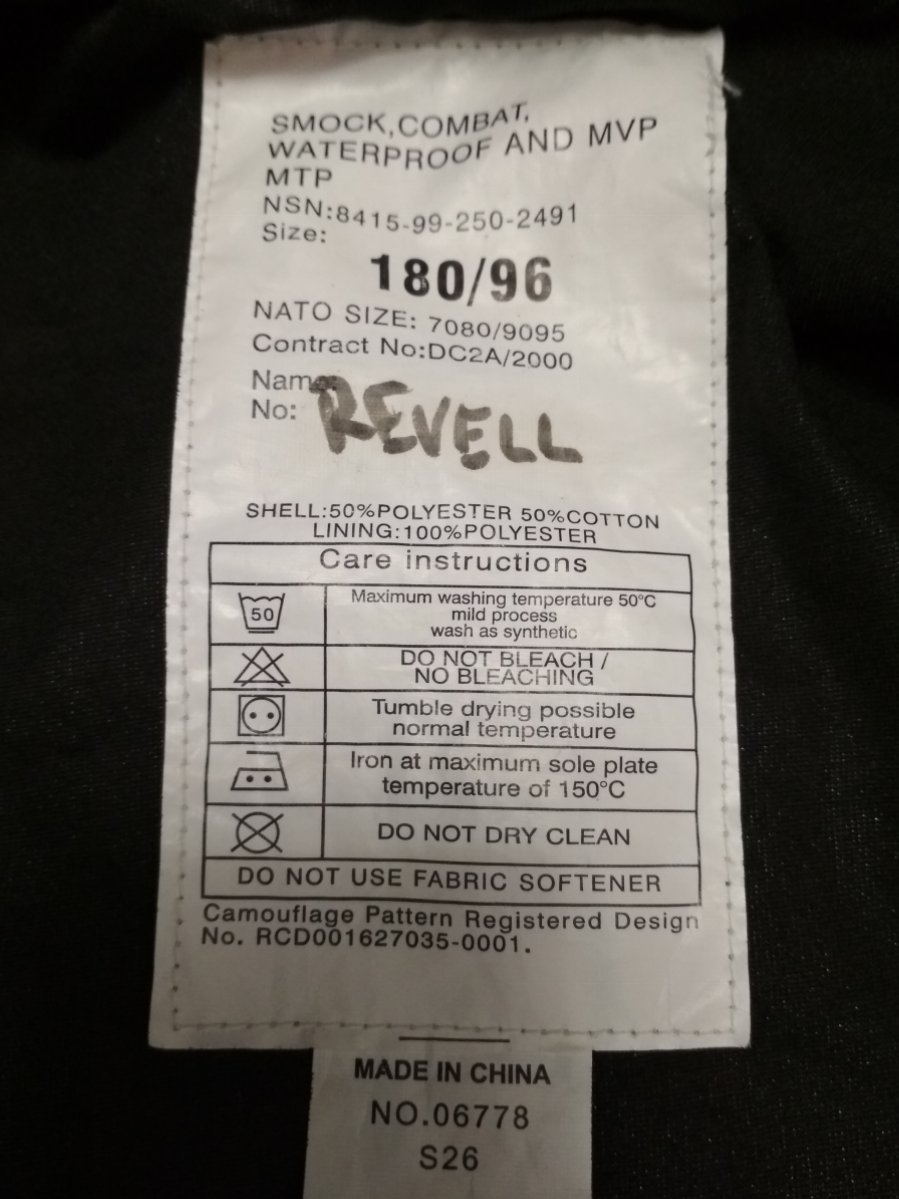 SMOCK,COMBAT,
WATERPROOF AND MVP
MTP
NSN:8415-99-250-2491
Size:
180/96
NATO SIZE: 7080/9095
Contract No:DC2A/2000
Name:
No:
REVELL
SHELL:50%POLYESTER 50%COTTON
LINING:100%POLYESTER
Care instructions
50
Maximum washing temperature 50°C
mild process
wash as synthetic
DO NOT BLEACH /
NO BLEACHING
Tumble drying possible
normal temperature
Iron at maximum sole plate
temperature of 150°C
DO NOT DRY CLEAN
DO NOT USE FABRIC SOFTENER
Camouflage Pattern Registered Design
No. RCD001627035-0001.
MADE IN CHINA
NO.06778
S26